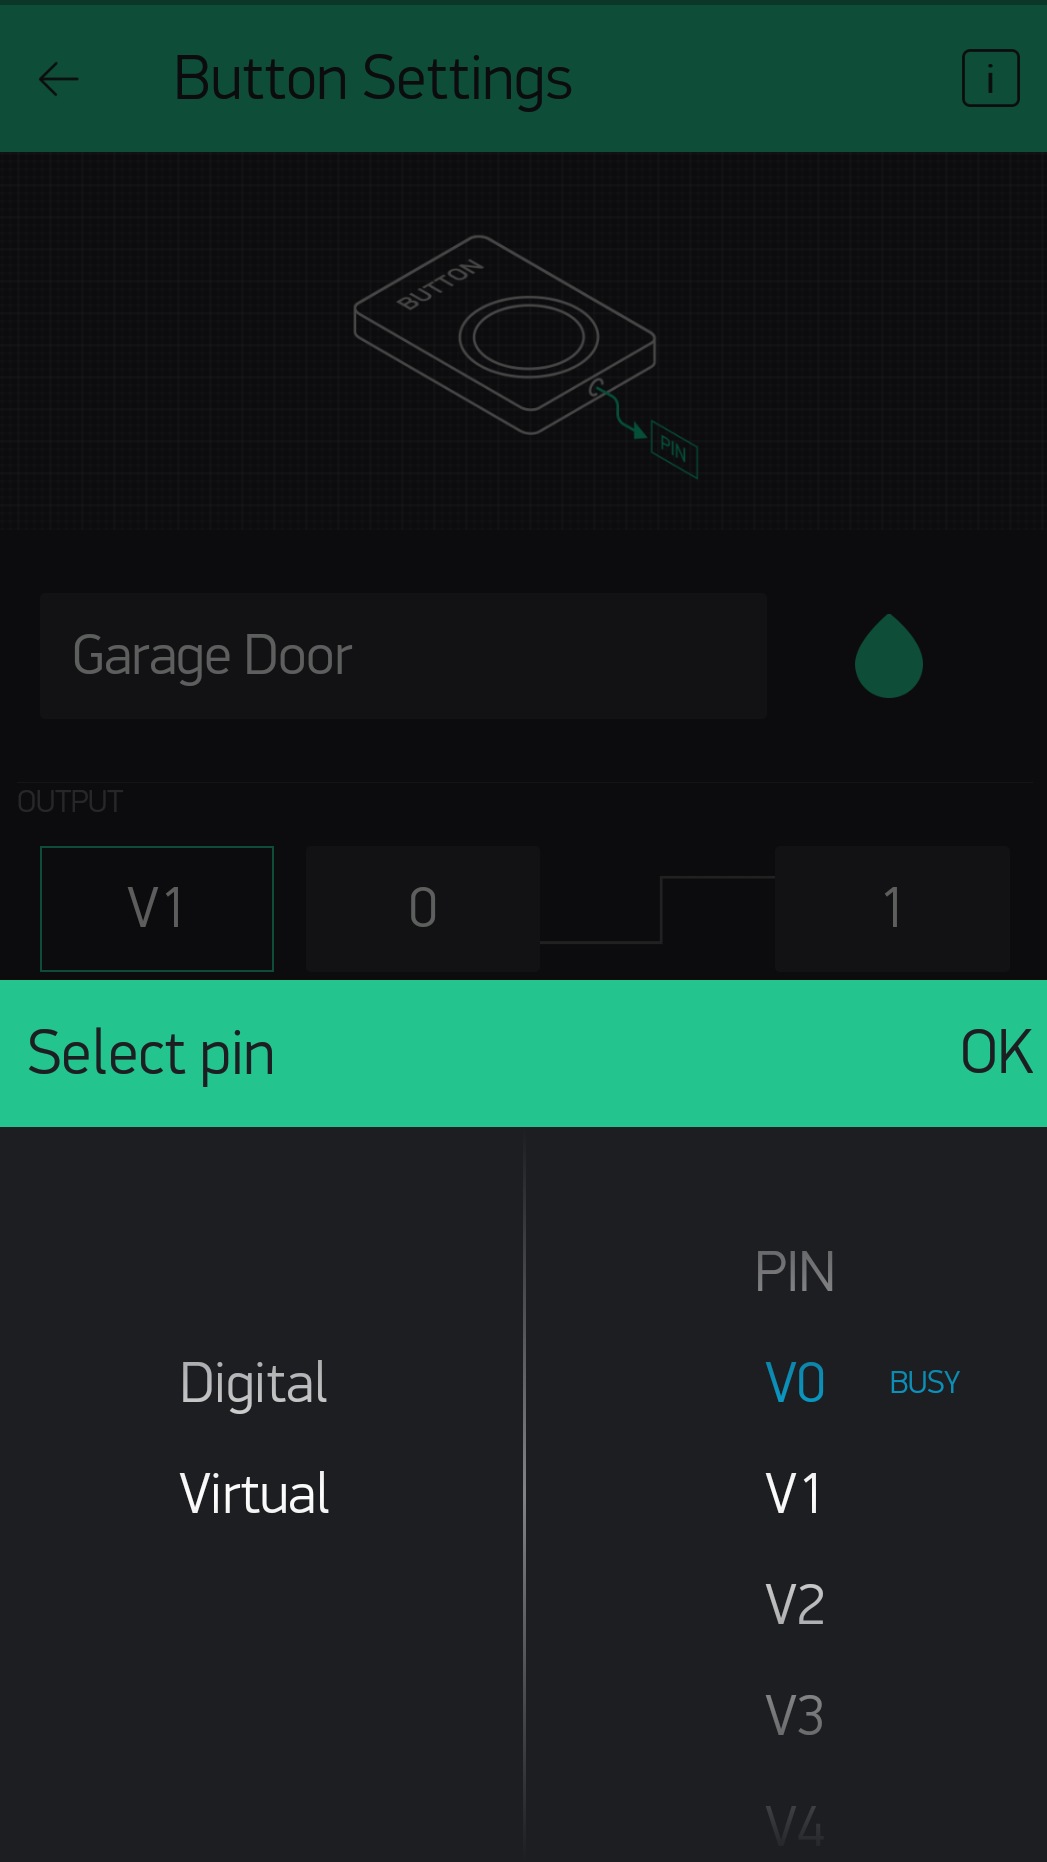 Button Settings
i
BUTTON
PIN
Garage Door
OUTPUT
V1 0 1
Select pin OK
PIN
Digital V0 BUSY
Virtual V1
V2
V3
V4